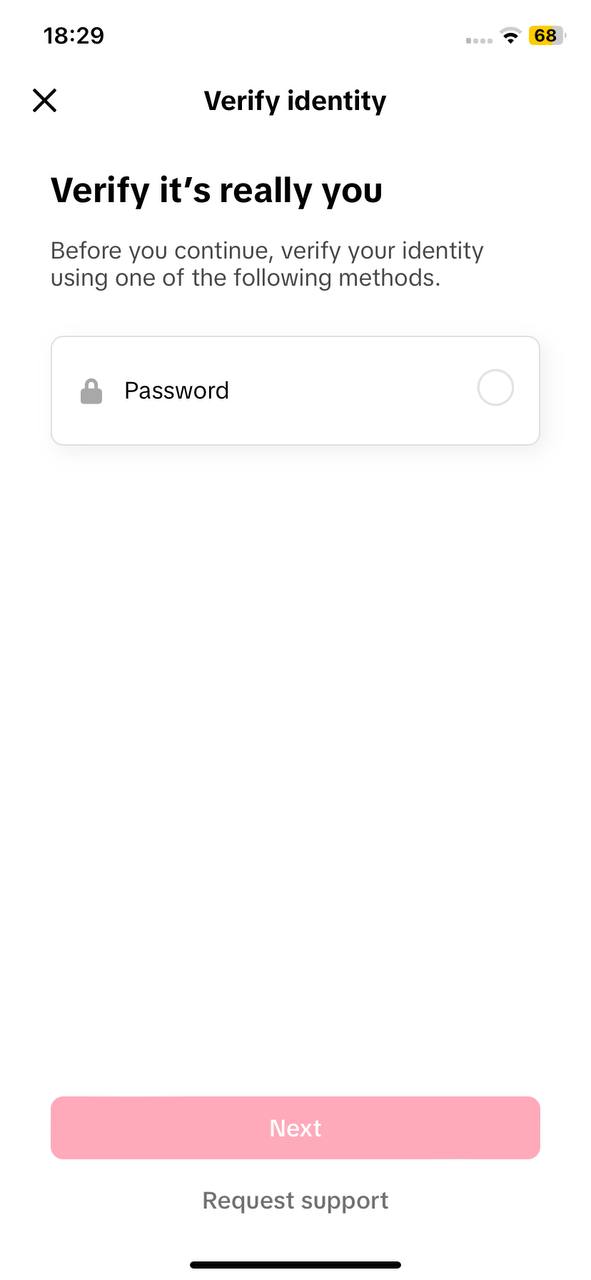 18:29
68
Verify identity
Verify it’s really you
Before you continue, verify your identity
using one of the following methods.
Password
Next
Request support